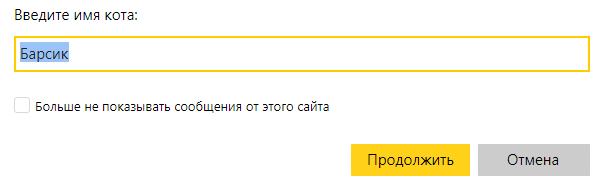 Введите имя кота:
Барсик
Больше не показывать сообщения от этого сайта
Продолжить Отмена